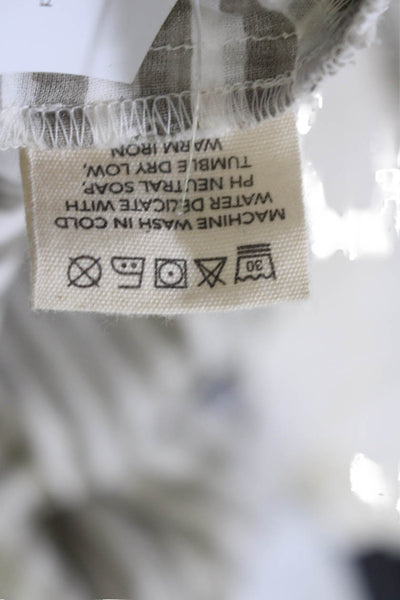 30
MACHINE WASH IN COLD
WATER DELICATE WITH
PH NEUTRAL SOAP,
TUMBLE DRY LOW,
WARM IRON